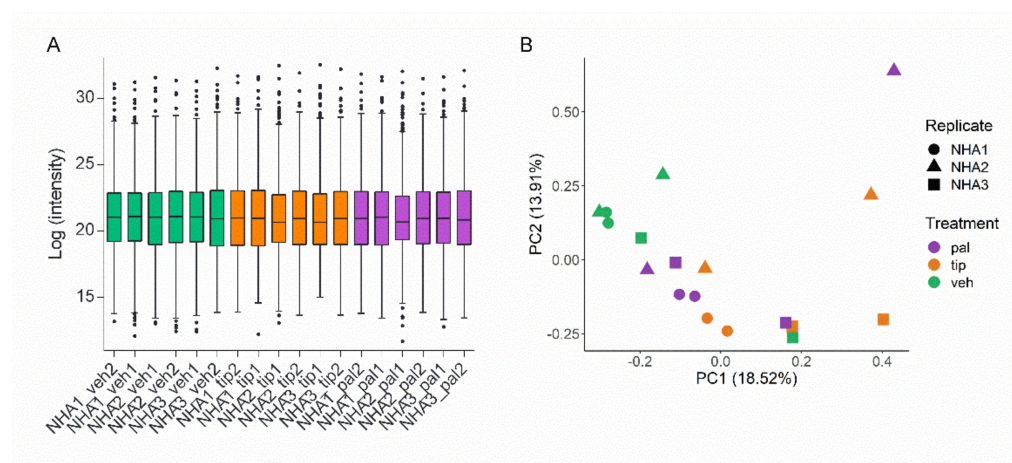 A
B
Log (intensity)
30
25
20
15
NHA1_veh2
NHA1_veh1
NHA2_veh1
NHA2_veh2
NHA3_veh1
NHA3_veh2
NHA1_tip2
NHA1_tip1
NHA2_tip1
NHA2_tip2
NHA3_tip1
NHA3_tip2
NHA1_pal2
NHA1_pal1
NHA2_pal1
NHA2_pal2
NHA3_pal1
NHA3_pal2
PC2 (13.91%)
0.50
0.25
0.00
-0.25
-0.2
0.0
0.2
0.4
PC1 (18.52%)
Replicate
NHA1
NHA2
NHA3
Treatment
pal
tip
veh